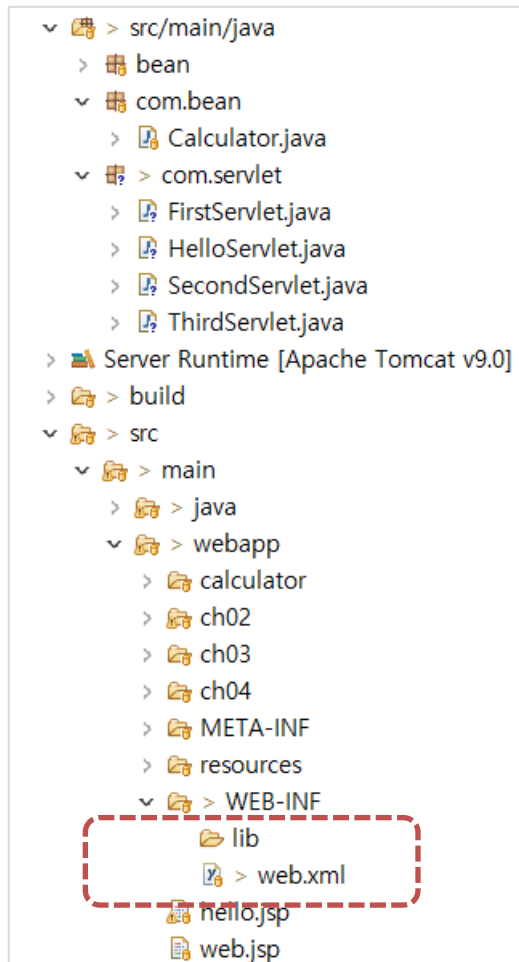 > src/main/java
bean
com.bean
Calculator.java
> com.servlet
FirstServlet.java
HelloServlet.java
SecondServlet.java
ThirdServlet.java
Server Runtime [Apache Tomcat v9.0]
> build
> src
> main
> java
> webapp
calculator
ch02
ch03
ch04
META-INF
resources
> WEB-INF
lib
> web.xml
hello.jsp
web.jsp